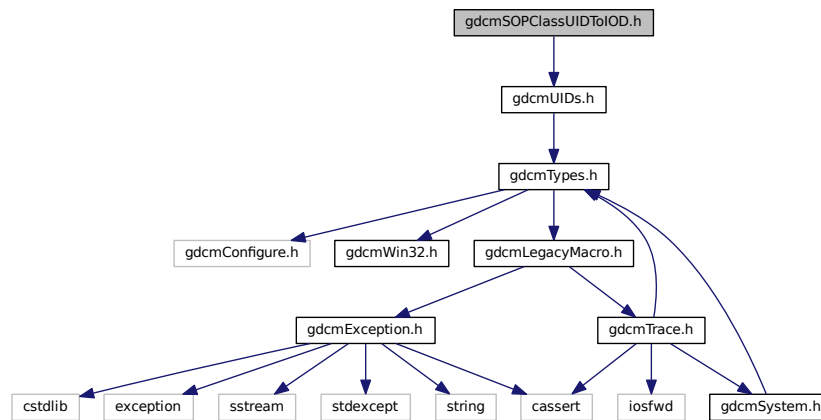 gdcmSOPClassUIDToIOD.h
gdcmUIDs.h
gdcmTypes.h
gdcmConfigure.h
gdcmWin32.h
gdcmLegacyMacro.h
gdcmException.h
gdcmTrace.h
cstdlib
exception
sstream
stdexcept
string
cassert
iosfwd
gdcmSystem.h